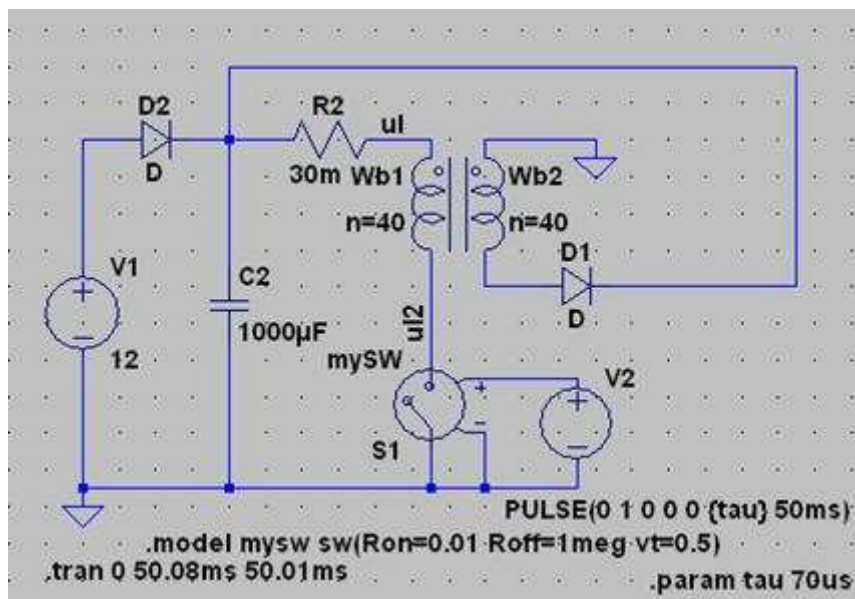 D2
R2
ul
D
30m
Wb1
Wb2
n=40
n=40
V1
C2
D1
12
1000µF
ul2
D
mySW
V2
+
-
S1
PULSE(0 1 0 0 0 {tau} 50ms)
.model mysw sw(Ron=0.01 Roff=1meg vt=0.5)
.tran 0 50.08ms 50.01ms
.param tau 70us